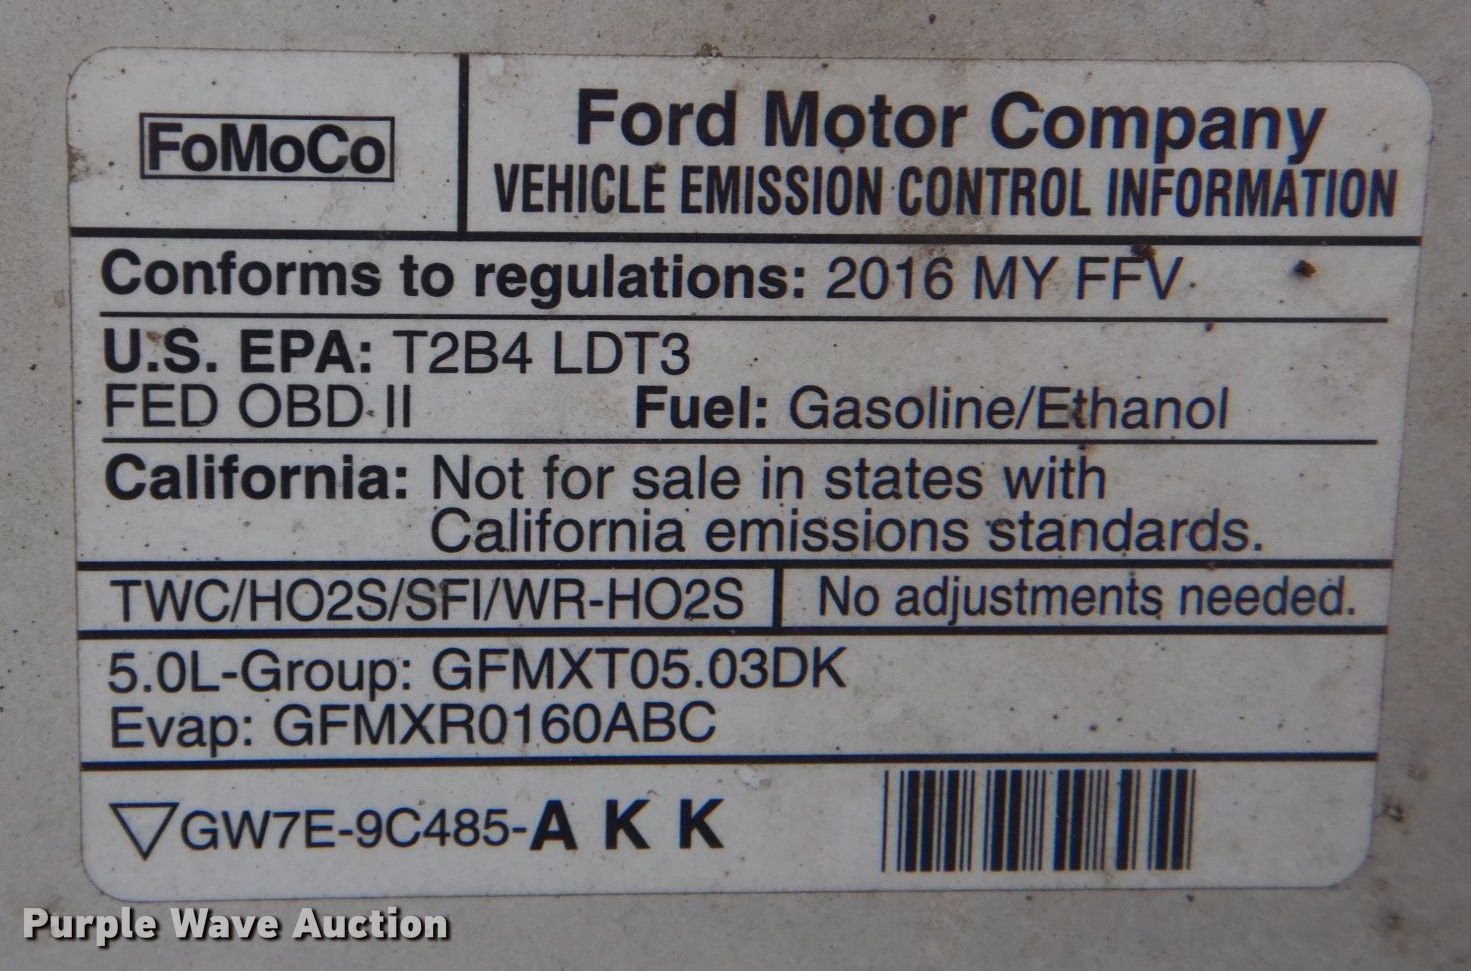 FoMoCo
Ford Motor Company
VEHICLE EMISSION CONTROL INFORMATION
Conforms to regulations: 2016 MY FFV
U.S. EPA: T2B4 LDT3
FED OBD II Fuel: Gasoline/Ethanol
California: Not for sale in states with
California emissions standards.
TWC/HO2S/SFI/WR-HO2S No adjustments needed.
5.0L-Group: GFMXT05.03DK
Evap: GFMXR0160ABC
GW7E-9C485-A K K
Purple Wave Auction